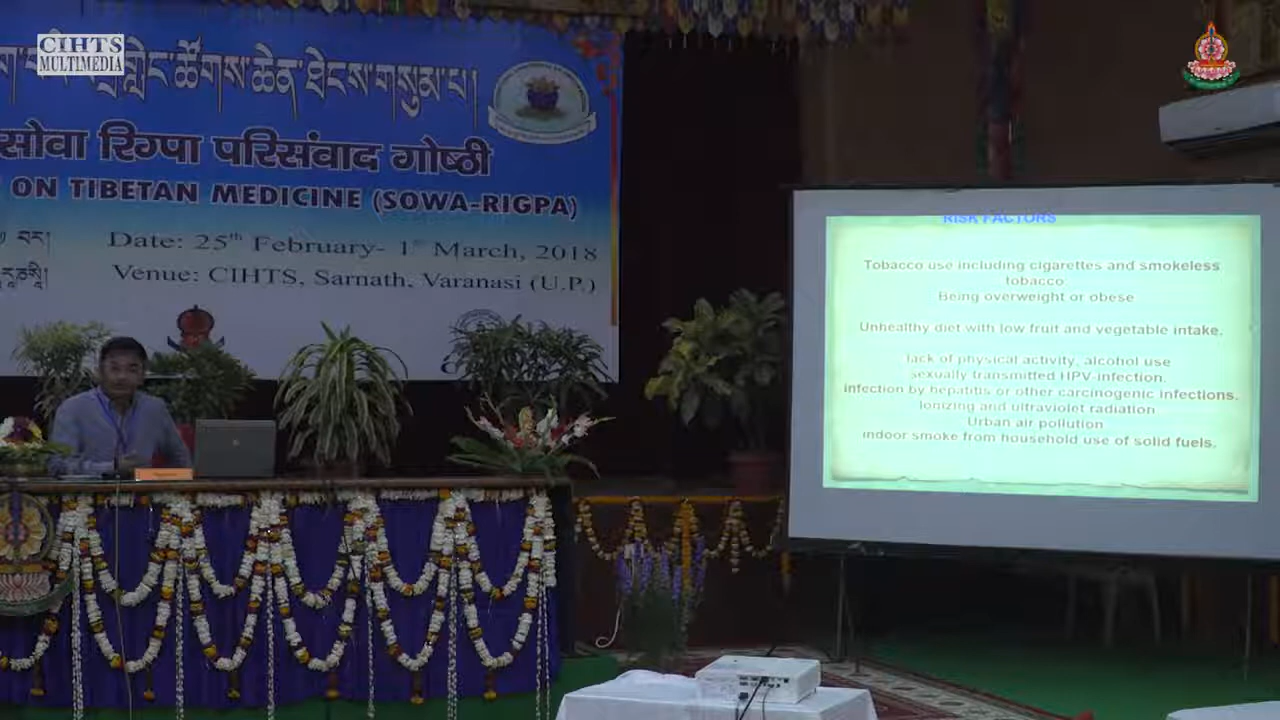 CIHTS
MULTIMEDIA
གླིང་ཚོགས་ཆེན་ཐེངས་གསུམ་པ།
सोवा रिग्पा परिसंवाद गोष्ठी
ON TIBETAN MEDICINE (SOWA-RIGPA)
Date: 25th February- 1st March, 2018
Venue: CIHTS, Sarnath, Varanasi (U.P.)
RISK FACTORS
Tobacco use including cigarettes and smokeless
tobacco
Being overweight or obese
Unhealthy diet with low fruit and vegetable intake.
lack of physical activity, alcohol use
sexually transmitted HPV-infection.
infection by hepatitis or other carcinogenic infections.
Ionizing and ultraviolet radiation
Urban air pollution
indoor smoke from household use of solid fuels.